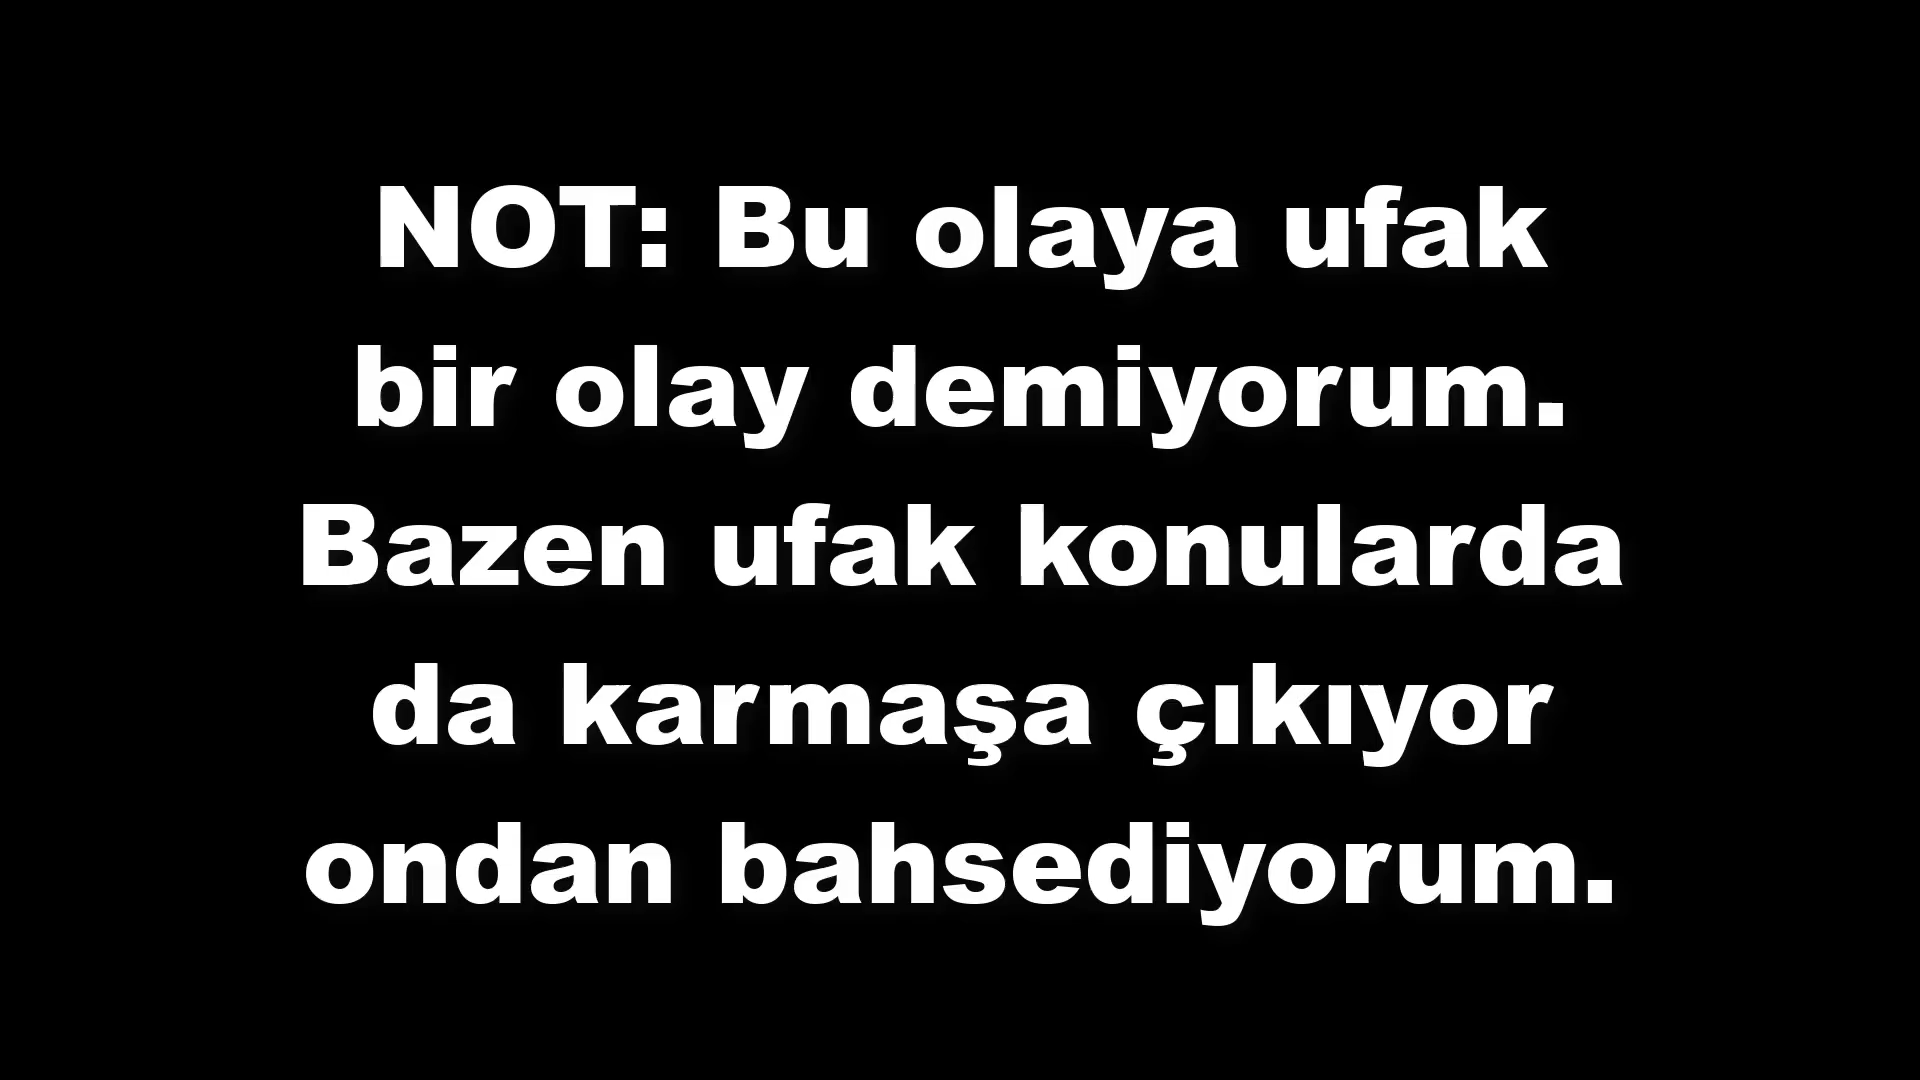 NOT: Bu olaya ufak
bir olay demiyorum.
Bazen ufak konularda
da karmaşa çıkıyor
ondan bahsediyorum.